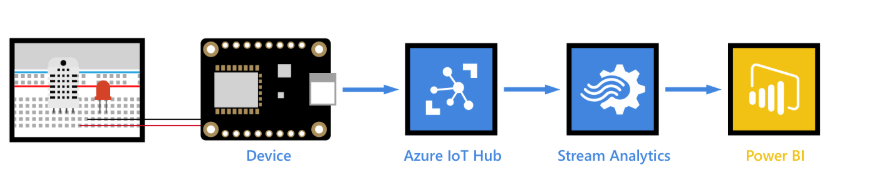 Device
Azure IoT Hub
Stream Analytics
Power BI